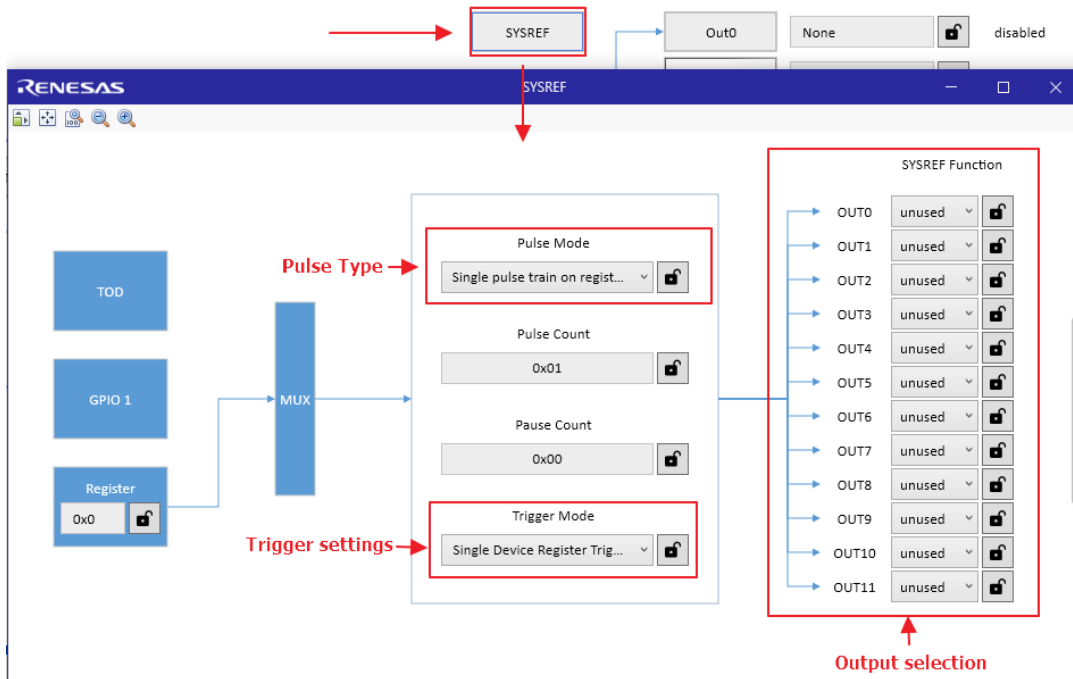 SYSREF
Out0
None
disabled
RENESAS
SYSREF
100
SYSREF Function
Pulse Mode
Pulse Type
Single pulse train on regist...
TOD
Pulse Count
0x01
GPIO 1
MUX
Pause Count
0x00
Register
0x0
Trigger Mode
Trigger settings
Single Device Register Trig...
OUT0 unused
OUT1 unused
OUT2 unused
OUT3 unused
OUT4 unused
OUT5 unused
OUT6 unused
OUT7 unused
OUT8 unused
OUT9 unused
OUT10 unused
OUT11 unused
Output selection